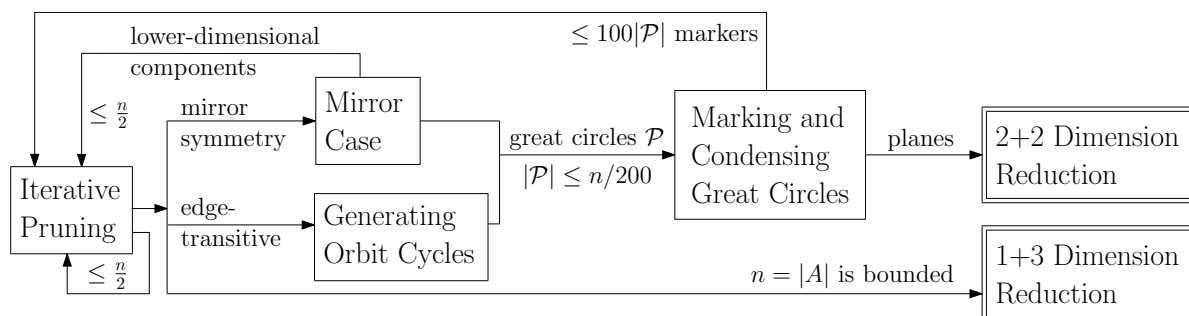 lower-dimensional
components
≤ 100|𝒫| markers
≤ n/2
mirror
symmetry
Mirror
Case
great circles 𝒫
|𝒫| ≤ n/200
Marking and
Condensing
Great Circles
planes
2+2 Dimension
Reduction
Iterative
Pruning
edge-
transitive
Generating
Orbit Cycles
≤ n/2
n = |A| is bounded
1+3 Dimension
Reduction